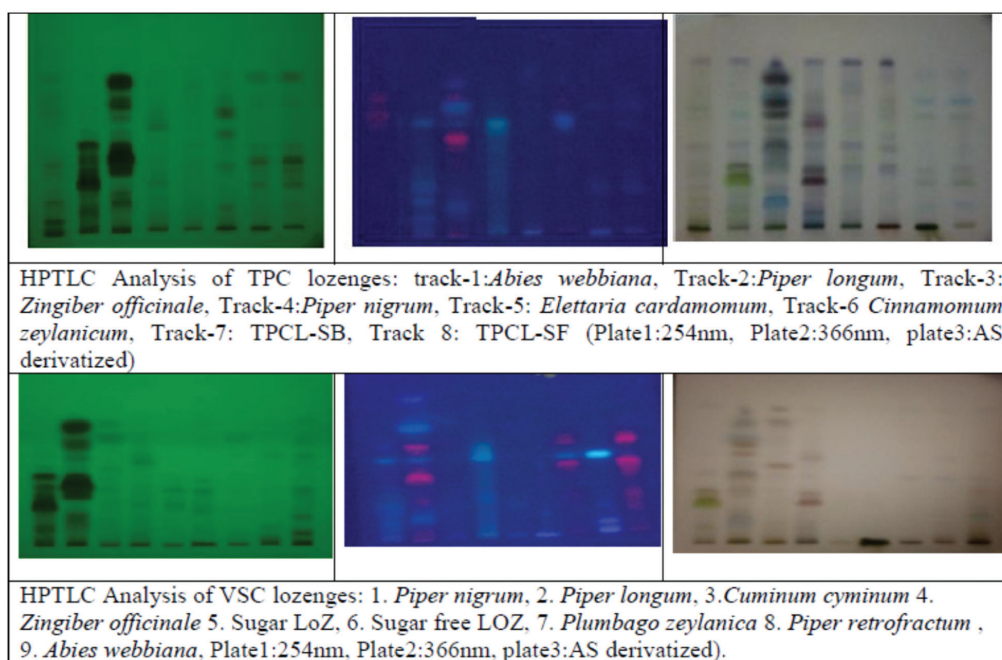 HPTLC Analysis of TPC lozenges: track-1:Abies webbiana, Track-2:Piper longum, Track-3:
Zingiber officinale, Track-4:Piper nigrum, Track-5: Elettaria cardamomum, Track-6 Cinnamomum
zeylanicum, Track-7: TPCL-SB, Track 8: TPCL-SF (Plate1:254nm, Plate2:366nm, plate3:AS
derivatized)
HPTLC Analysis of VSC lozenges: 1. Piper nigrum, 2. Piper longum, 3.Cuminum cyminum 4.
Zingiber officinale 5. Sugar LoZ, 6. Sugar free LOZ, 7. Plumbago zeylanica 8. Piper retrofractum ,
9. Abies webbiana, Plate1:254nm, Plate2:366nm, plate3:AS derivatized).